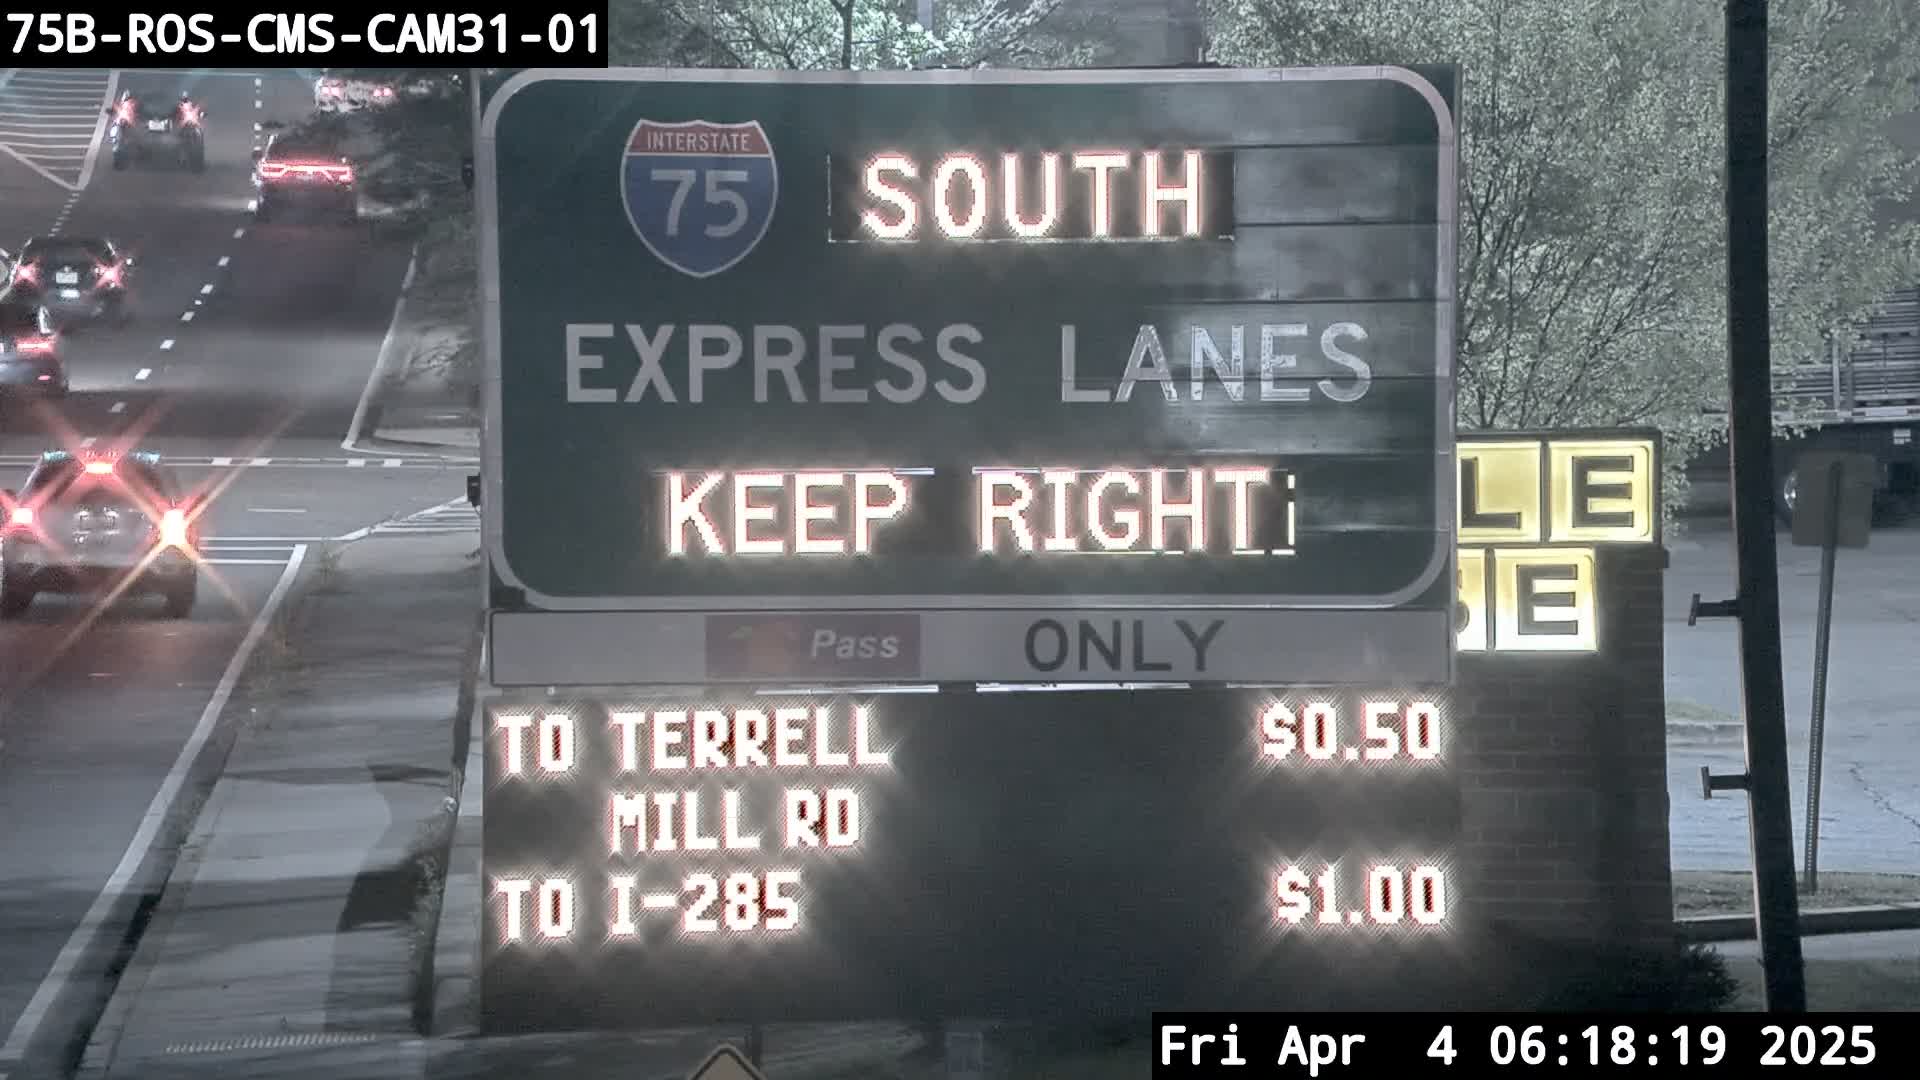 75B-ROS-CMS-CAM31-01
INTERSTATE
75
SOUTH
EXPRESS LANES
KEEP RIGHT
Pass ONLY
LE
E
TO TERRELL $0.50
MILL RD
TO I-285 $1.00
Fri Apr 4 06:18:19 2025